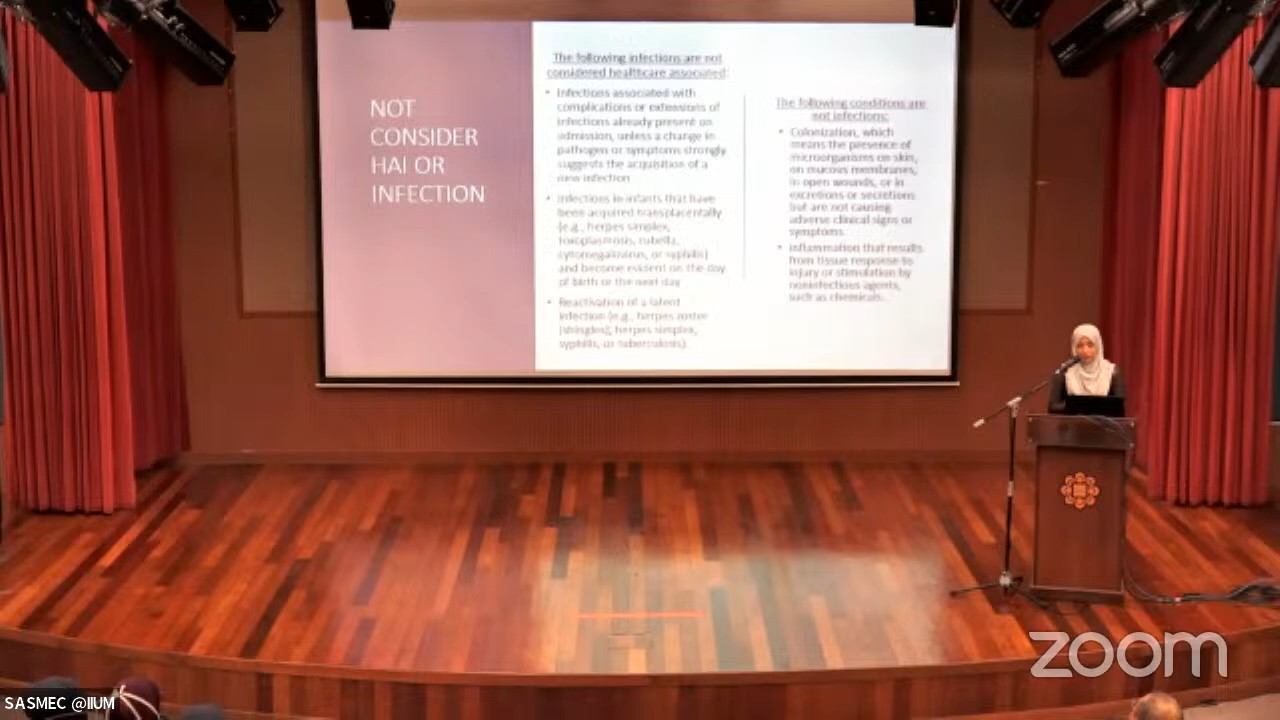 NOT
CONSIDER
HAI OR
INFECTION
The following infections are not
considered healthcare associated:
• Infections associated with
complications or extensions of
infections already present on
admission, unless a change in
pathogen or symptoms strongly
suggests the acquisition of a
new infection
• Infections in infants that have
been acquired transplacentally
(e.g., herpes simplex,
toxoplasmosis, rubella,
cytomegalovirus, or syphilis)
and become evident on the day
of birth or the next day
• Reactivation of a latent
infection (e.g., herpes zoster
(shingles), herpes simplex,
syphilis, or tuberculosis)
The following conditions are
not infections:
• Colonization, which
means the presence of
microorganisms on skin,
on mucous membranes,
in open wounds, or in
excretions or secretions
but are not causing
adverse clinical signs or
symptoms
• Inflammation that results
from tissue response to
injury or stimulation by
noninfectious agents,
such as chemicals.
zoom
SASMEC @IIUM